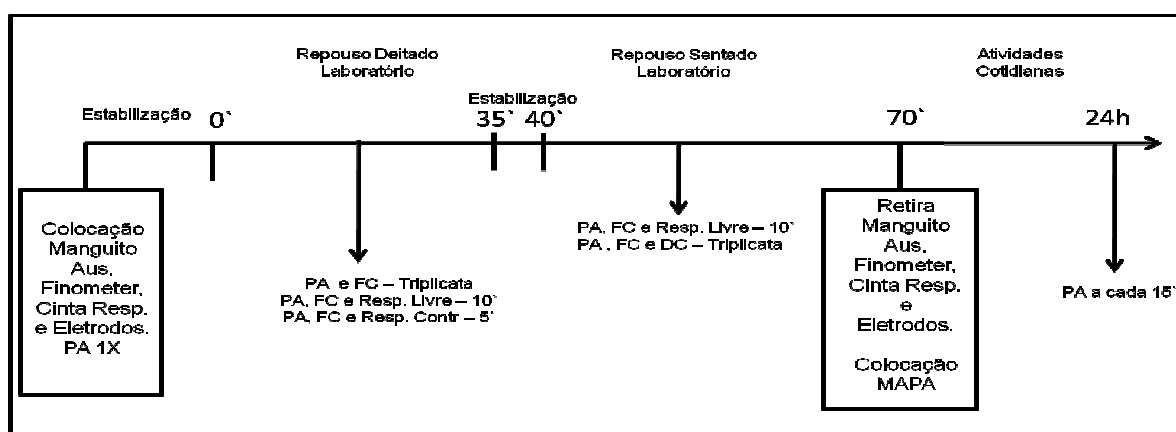 Repouso Deitado
Laboratório
Repouso Sentado
Laboratório
Atividades
Cotidianas
Estabilização
0`
Estabilização
35` 40`
70`
24h
Colocação
Manguito
Aus,
Finometer,
Cinta Resp.
e Eletrodos.
PA 1X
PA e FC – Triplicata
PA, FC e Resp. Livre – 10`
PA, FC e Resp. Contr – 5`
PA, FC e Resp. Livre – 10`
PA , FC e DC – Triplicata
Retira
Manguito
Aus,
Finometer,
Cinta Resp.
e
Eletrodos.
Colocação
MAPA
PA a cada 15`